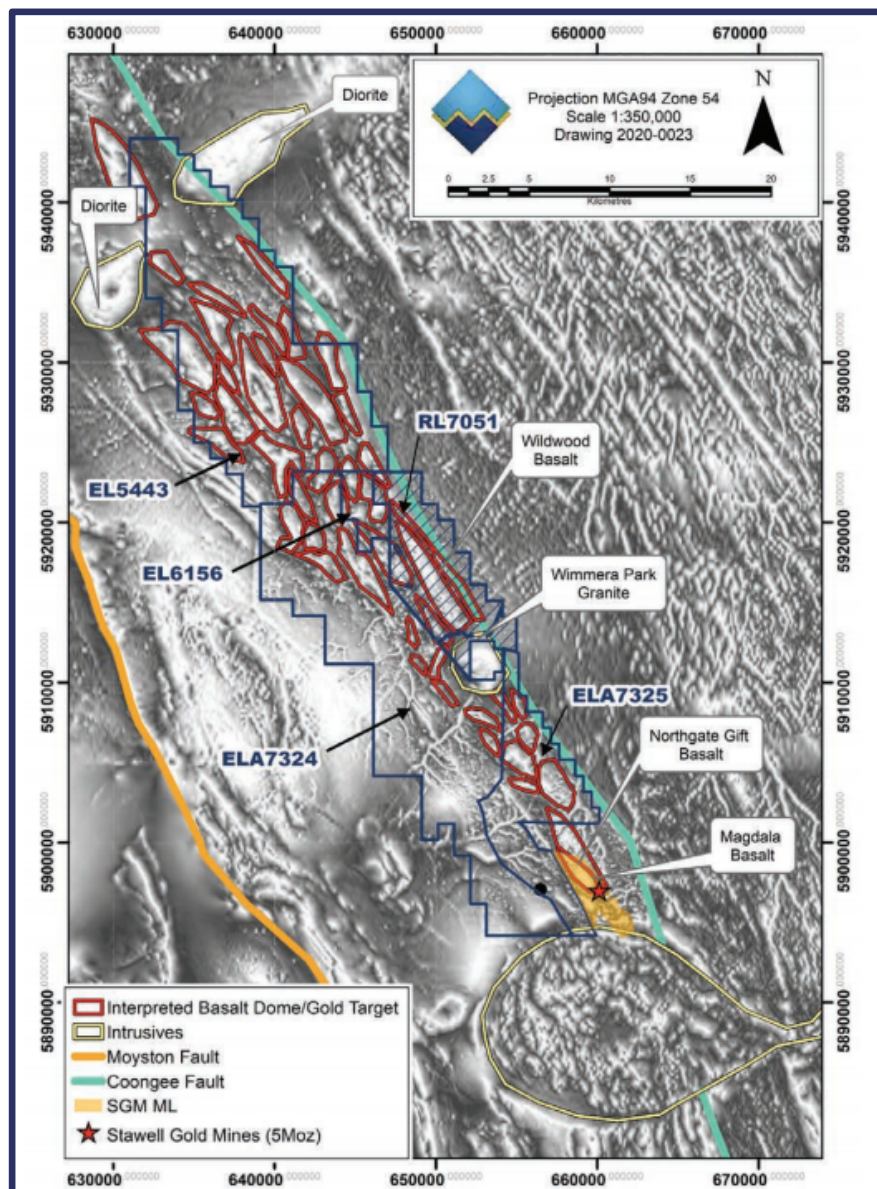 630000 640000 650000 660000 670000
Diorite
Diorite
Projection MGA94 Zone 54
Scale 1:350,000
Drawing 2020-0023
N
0 2.5 5 10 15 20
Kilometres
5940000
5930000
5920000
5910000
5900000
5890000
5940000
5930000
5920000
5910000
5900000
5890000
RL7051
Wildwood
Basalt
EL5443
EL6156
Wimmera Park
Granite
ELA7325
ELA7324
Northgate Gift
Basalt
Magdala
Basalt
Interpreted Basalt Dome/Gold Target
Intrusives
Moyston Fault
Coongee Fault
SGM ML
Stawell Gold Mines (5Moz)
630000 640000 650000 660000 670000